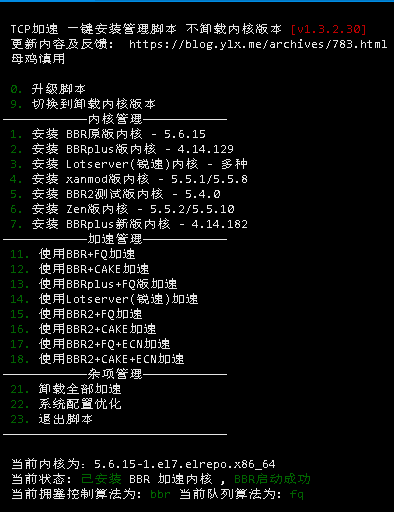 TCP加速 一键安装管理脚本 不卸载内核版本 [v1.3.2.30]
更新内容及反馈： https://blog.ylx.me/archives/783.html
母鸡慎用
0. 升级脚本
9. 切换到卸载内核版本
————————————内核管理————————————
1. 安装 BBR原版内核 - 5.6.15
2. 安装 BBRplus版内核 - 4.14.129
3. 安装 Lotserver(锐速)内核 - 多种
4. 安装 xanmod版内核 - 5.5.1/5.5.8
5. 安装 BBR2测试版内核 - 5.4.0
6. 安装 Zen版内核 - 5.5.2/5.5.10
7. 安装 BBRplus新版内核 - 4.14.182
————————————加速管理————————————
11. 使用BBR+FQ加速
12. 使用BBR+CAKE加速
13. 使用BBRplus+FQ版加速
14. 使用Lotserver(锐速)加速
15. 使用BBR2+FQ加速
16. 使用BBR2+CAKE加速
17. 使用BBR2+FQ+ECN加速
18. 使用BBR2+CAKE+ECN加速
————————————杂项管理————————————
21. 卸载全部加速
22. 系统配置优化
23. 退出脚本
————————————————————————————————
当前内核为：5.6.15-1.el7.elrepo.x86_64
当前状态: 已安装 BBR 加速内核 , BBR启动成功
当前拥塞控制算法为: bbr 当前队列算法为: fq